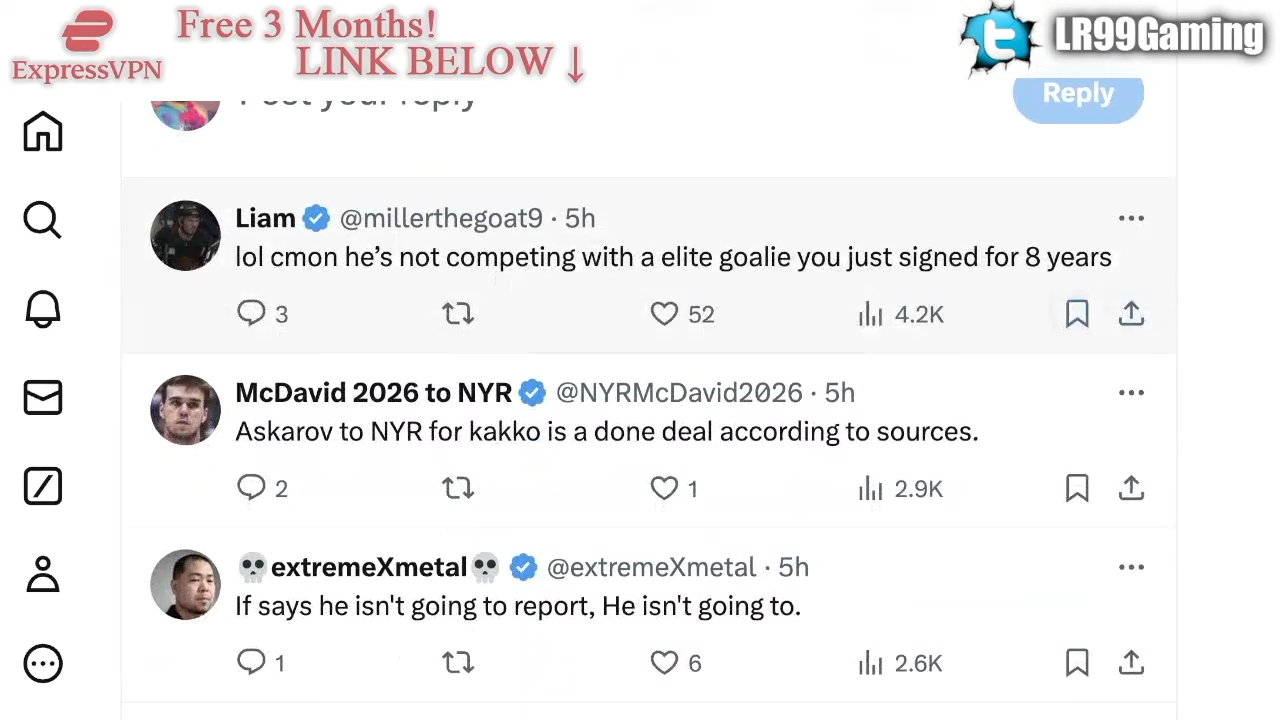 Free 3 Months!
LINK BELOW ↓
ExpressVPN
LR99Gaming
Post your reply
Reply
Liam @millerthegoat9 · 5h
lol cmon he’s not competing with a elite goalie you just signed for 8 years
3 52 4.2K
McDavid 2026 to NYR @NYRMcDavid2026 · 5h
Askarov to NYR for kakko is a done deal according to sources.
2 1 2.9K
💀extremeXmetal💀 @extremeXmetal · 5h
If says he isn't going to report, He isn't going to.
1 6 2.6K